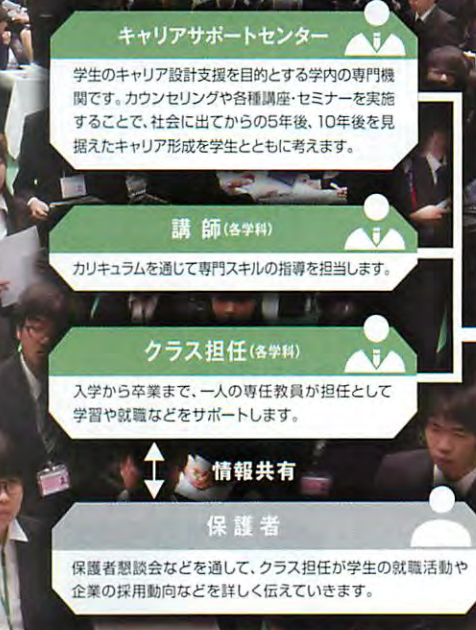 キャリアサポートセンター
学生のキャリア設計支援を目的とする学内の専門機
関です。カウンセリングや各種講座・セミナーを実施
することで、社会に出てからの5年後、10年後を見
据えたキャリア形成を学生とともに考えます。
講 師(各学科)
カリキュラムを通じて専門スキルの指導を担当します。
クラス担任(各学科)
入学から卒業まで、一人の専任教員が担任として
学習や就職などをサポートします。
情報共有
保護者
保護者懇談会などを通して、クラス担任が学生の就職活動や
企業の採用動向などを詳しく伝えていきます。